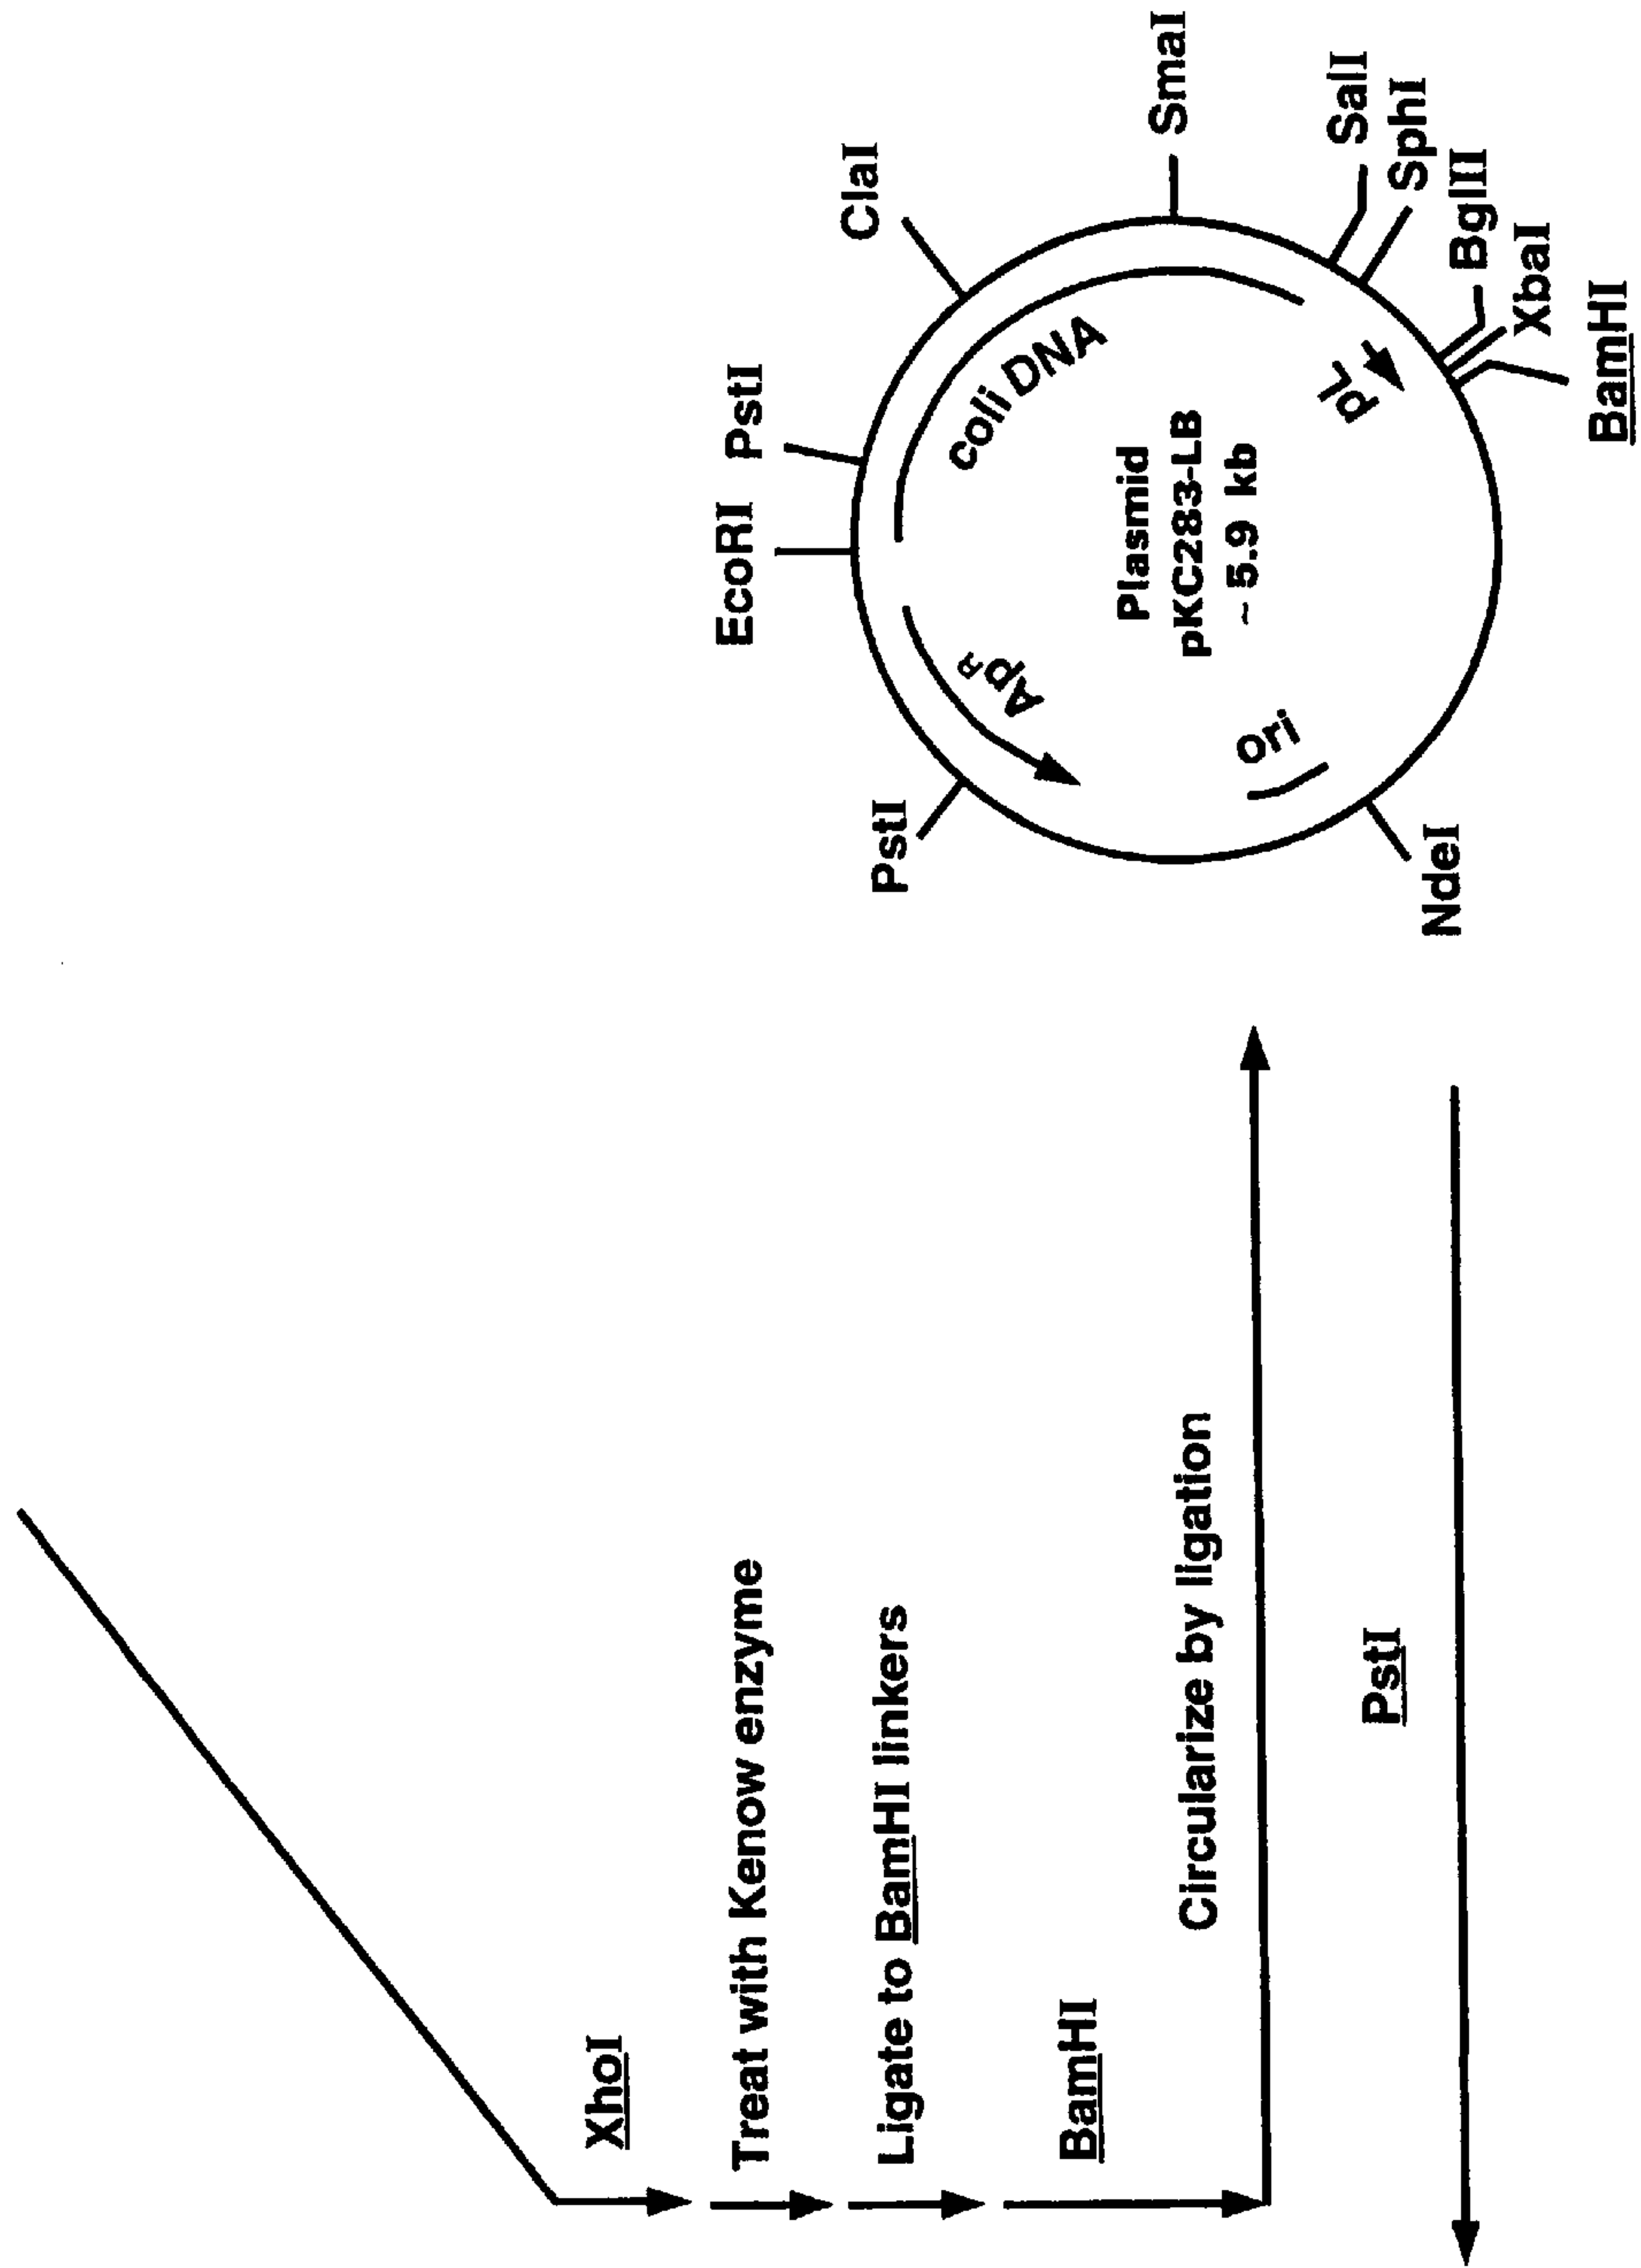 XhoI
Treat with Kenow enzyme
Ligate to BamHI linkers
BamHI
Circularize by ligation
PstI
EcoRI
PstI
ClaI
SmaI
SalI
SphI
BglII
XbaI
BamHI
NdeI
PstI
ApR
coli DNA
pL
ori
Plasmid
pKC283-LB
~ 5.9 kb